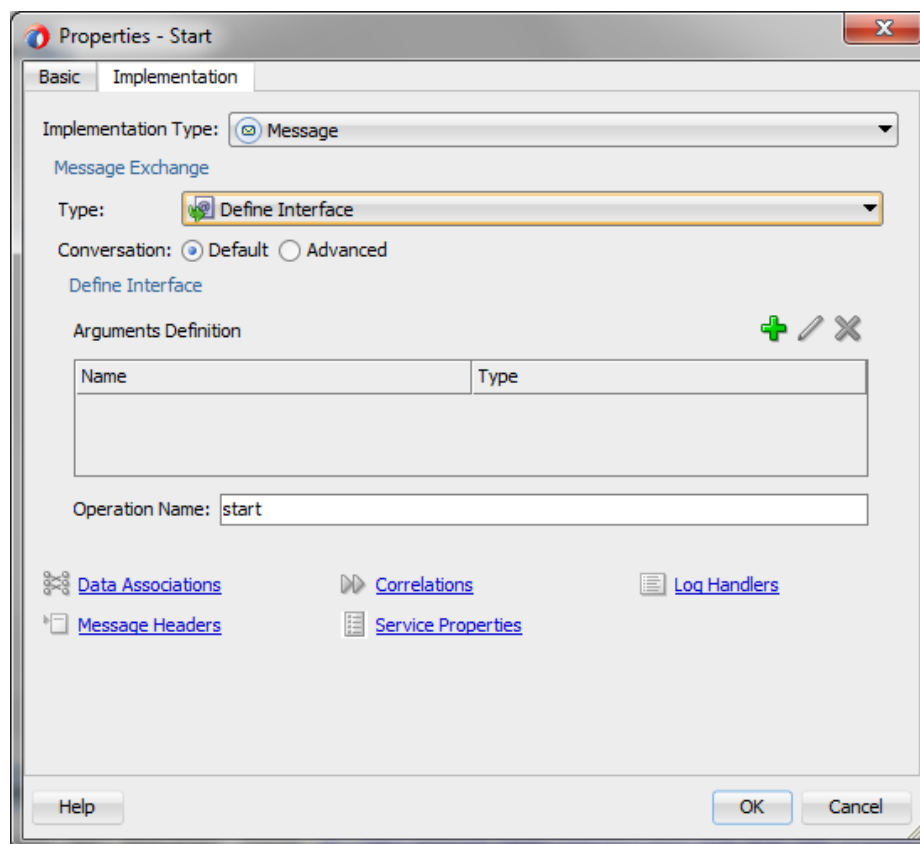 Properties - Start
Basic Implementation
Implementation Type: Message
Message Exchange
Type: Define Interface
Conversation: Default Advanced
Define Interface
Arguments Definition
Name Type
Operation Name: start
Data Associations Correlations Log Handlers
Message Headers Service Properties
Help OK Cancel